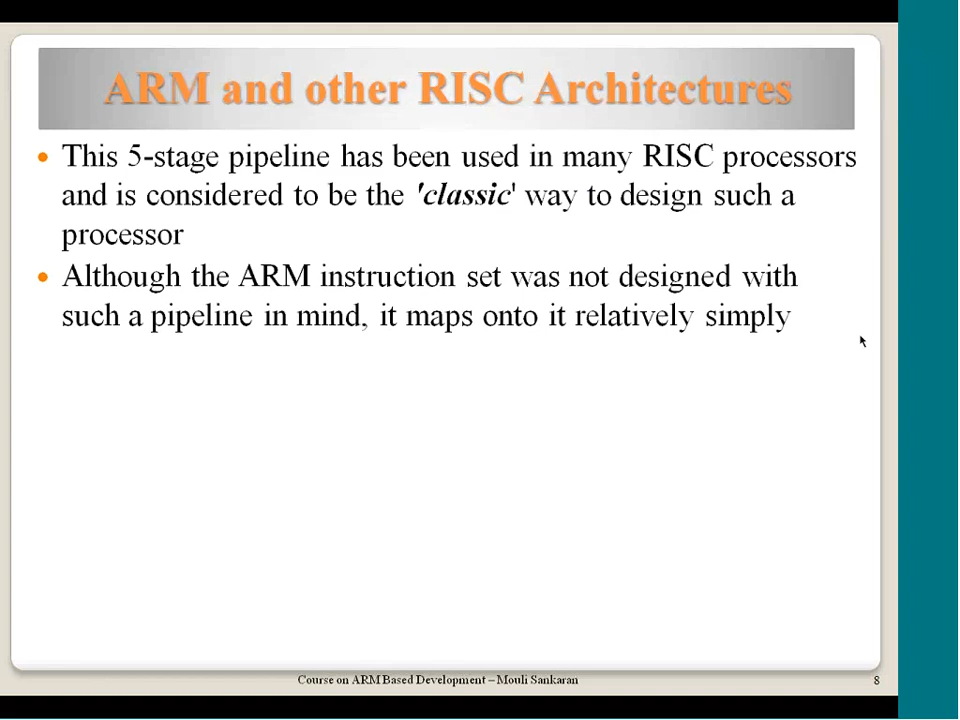 ARM and other RISC Architectures
• This 5-stage pipeline has been used in many RISC processors
and is considered to be the 'classic' way to design such a
processor
• Although the ARM instruction set was not designed with
such a pipeline in mind, it maps onto it relatively simply
Course on ARM Based Development – Mouli Sankaran
8